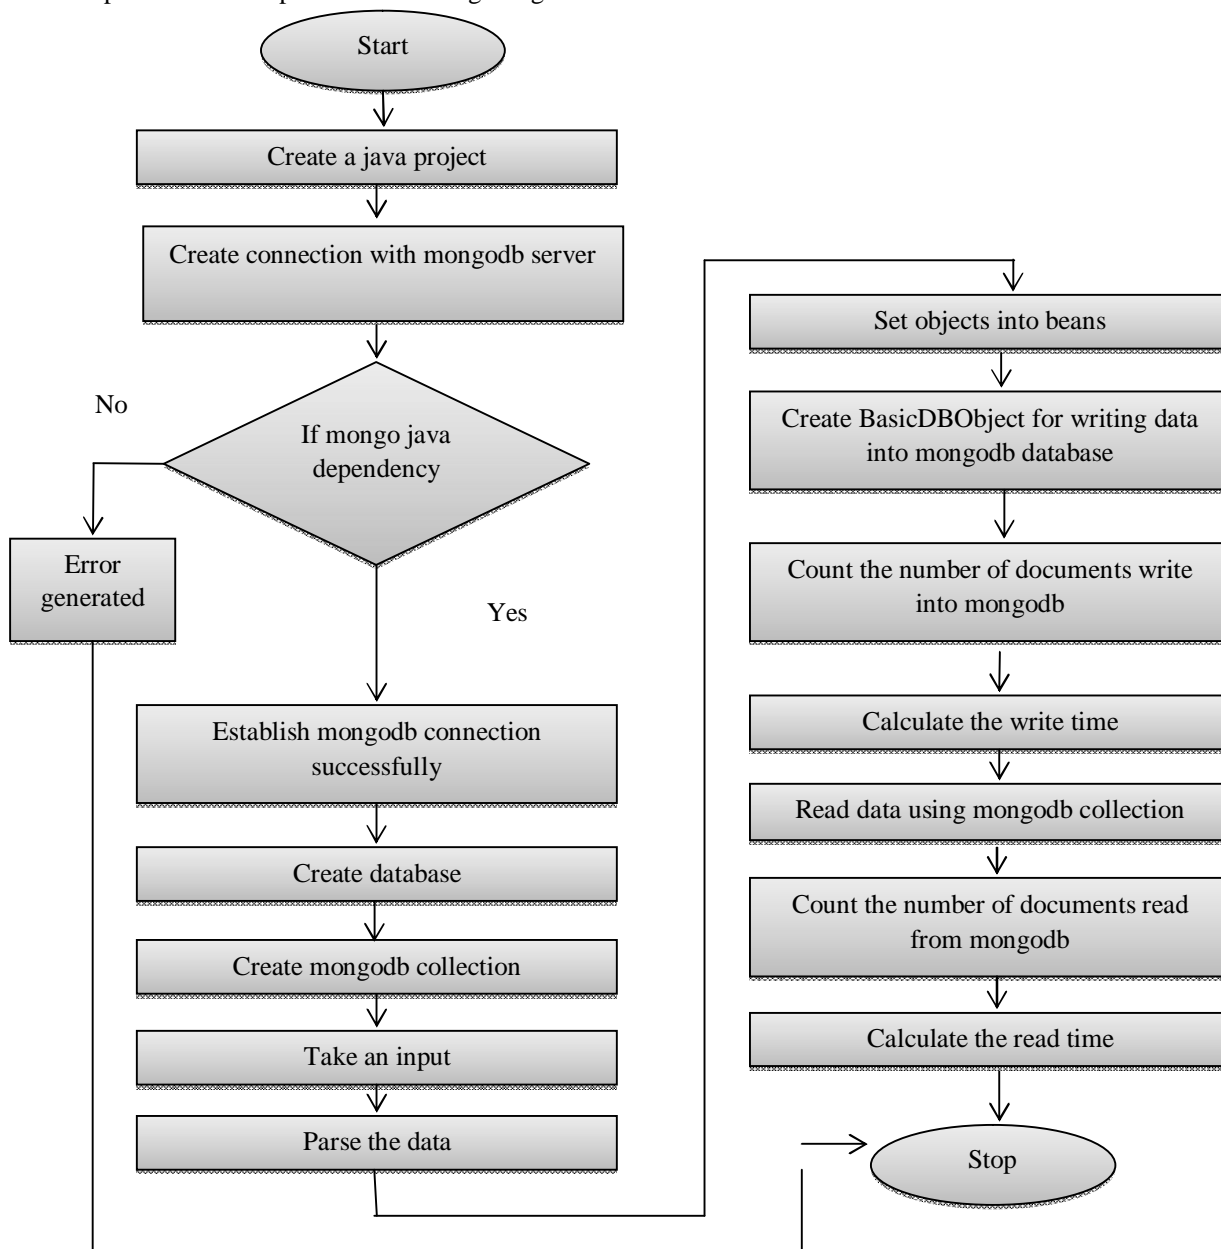 Start
Create a java project
Create connection with mongodb server
No
If mongo java
dependency
Error
generated
Yes
Establish mongodb connection
successfully
Create database
Create mongodb collection
Take an input
Parse the data
Set objects into beans
Create BasicDBObject for writing data
into mongodb database
Count the number of documents write
into mongodb
Calculate the write time
Read data using mongodb collection
Count the number of documents read
from mongodb
Calculate the read time
Stop